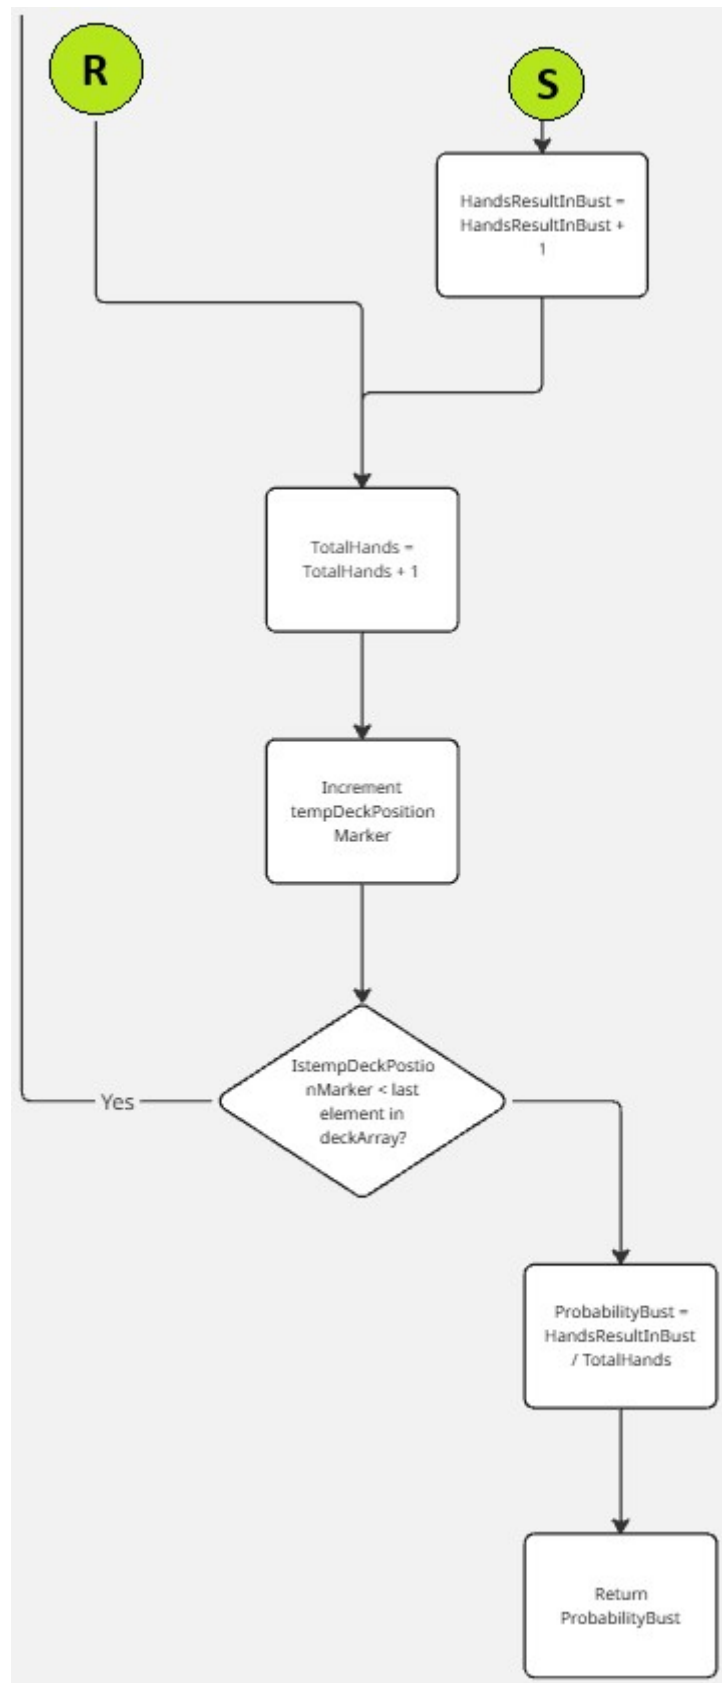 R
S
HandsResultInBust =
HandsResultInBust +
1
TotalHands =
TotalHands + 1
Increment
tempDeckPosition
Marker
IstempDeckPostio
nMarker < last
element in
deckArray?
Yes
ProbabilityBust =
HandsResultInBust
/ TotalHands
Return
ProbabilityBust